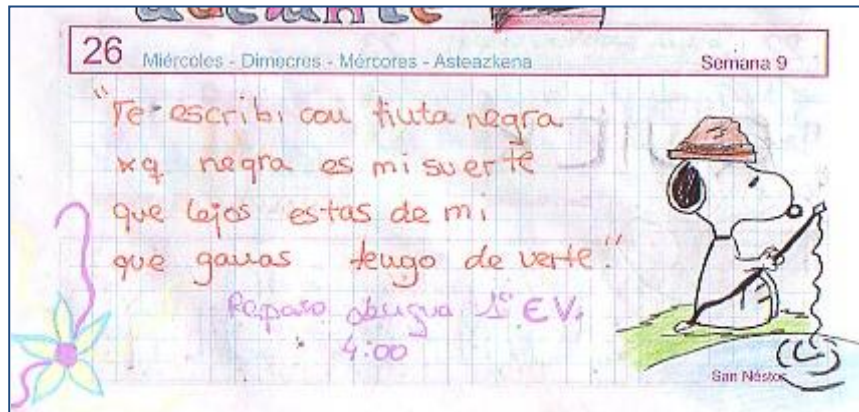 adelante
26 Miércoles - Dimecres - Mércores - Asteazkena Semana 9
"Te escribi con tinta negra
xq negra es mi suerte
que lejos estas de mi
que ganas tengo de verte."
Repaso Lengua 1ª EV.
4:00
San Néstor